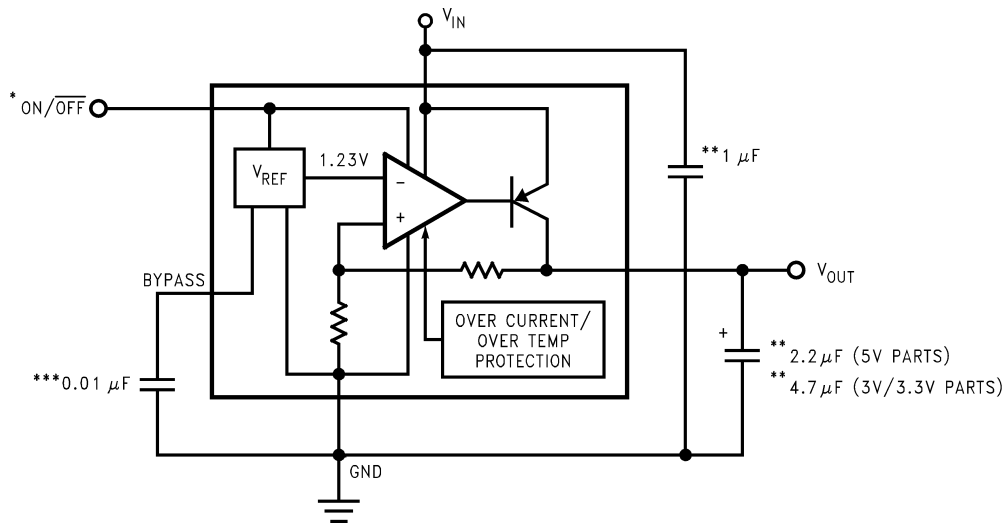 V_IN
* ON/O̅F̅F̅
**1 μF
V_REF
1.23V
−
+
BYPASS
V_OUT
OVER CURRENT/
OVER TEMP
PROTECTION
+
** 2.2μF (5V PARTS)
***0.01 μF
** 4.7μF (3V/3.3V PARTS)
GND